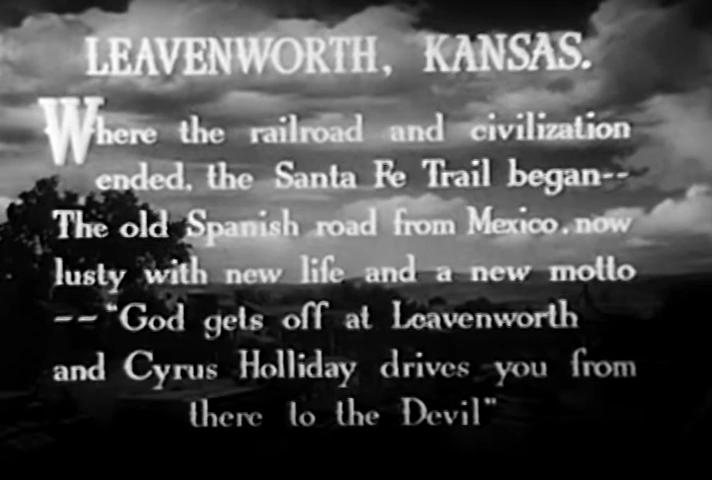 LEAVENWORTH, KANSAS.
Where the railroad and civilization
ended, the Santa Fe Trail began--
The old Spanish road from Mexico, now
lusty with new life and a new motto
--"God gets off at Leavenworth
and Cyrus Holliday drives you from
there to the Devil"